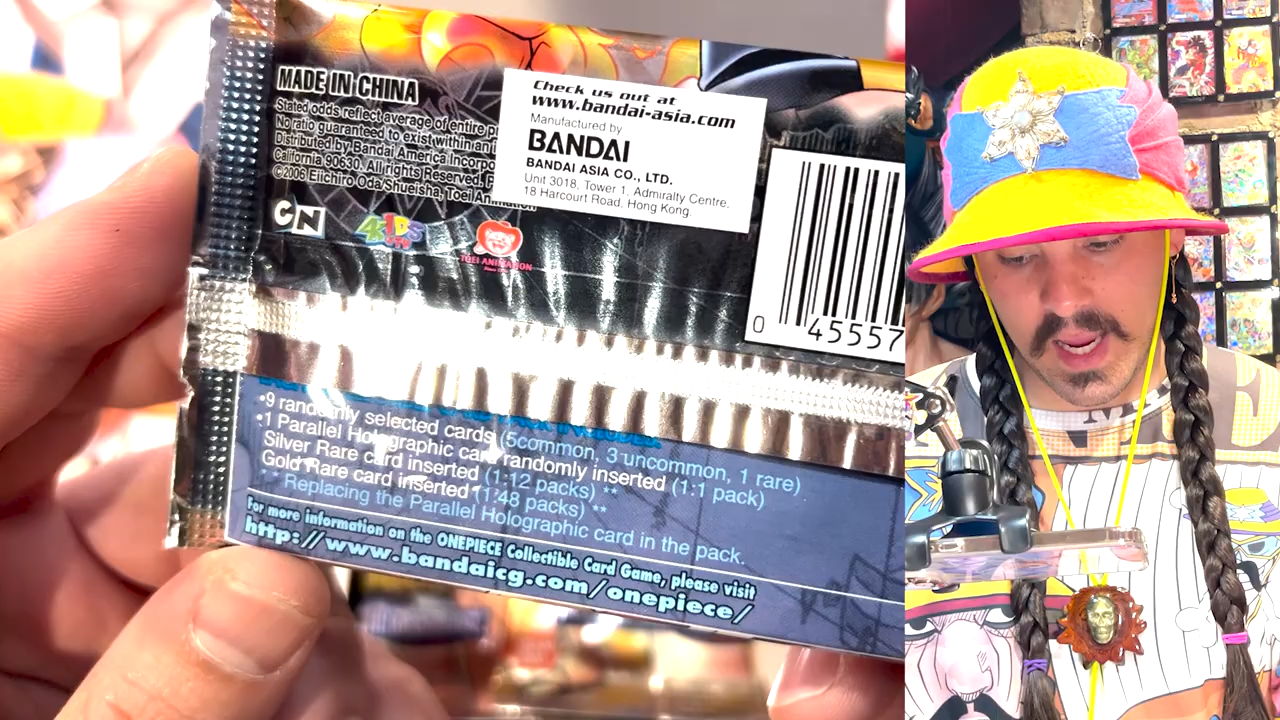 MADE IN CHINA
Stated odds reflect average of entire
No ratio guaranteed to exist within
Distributed by Bandai America
California 90630. All rights Reserved.
©2006 Eiichiro Oda/Shueisha, Toei Animation
CN
4KIDS
TOEI ANIMATION
Check us out at
www.bandai-asia.com
Manufactured by
BANDAI
BANDAI ASIA CO., LTD.
Unit 3018, Tower 1, Admiralty Centre.
18 Harcourt Road, Hong Kong.
0 45557
•9 randomly selected cards (5common, 3 uncommon, 1 rare)
•1 Parallel Holographic card randomly inserted (1:1 pack)
Silver Rare card inserted (1:12 packs) **
Gold Rare card inserted (1:48 packs) **
** Replacing the Parallel Holographic card in the pack.
For more information on the ONEPIECE Collectible Card Game, please visit
http://www.bandaicg.com/onepiece/